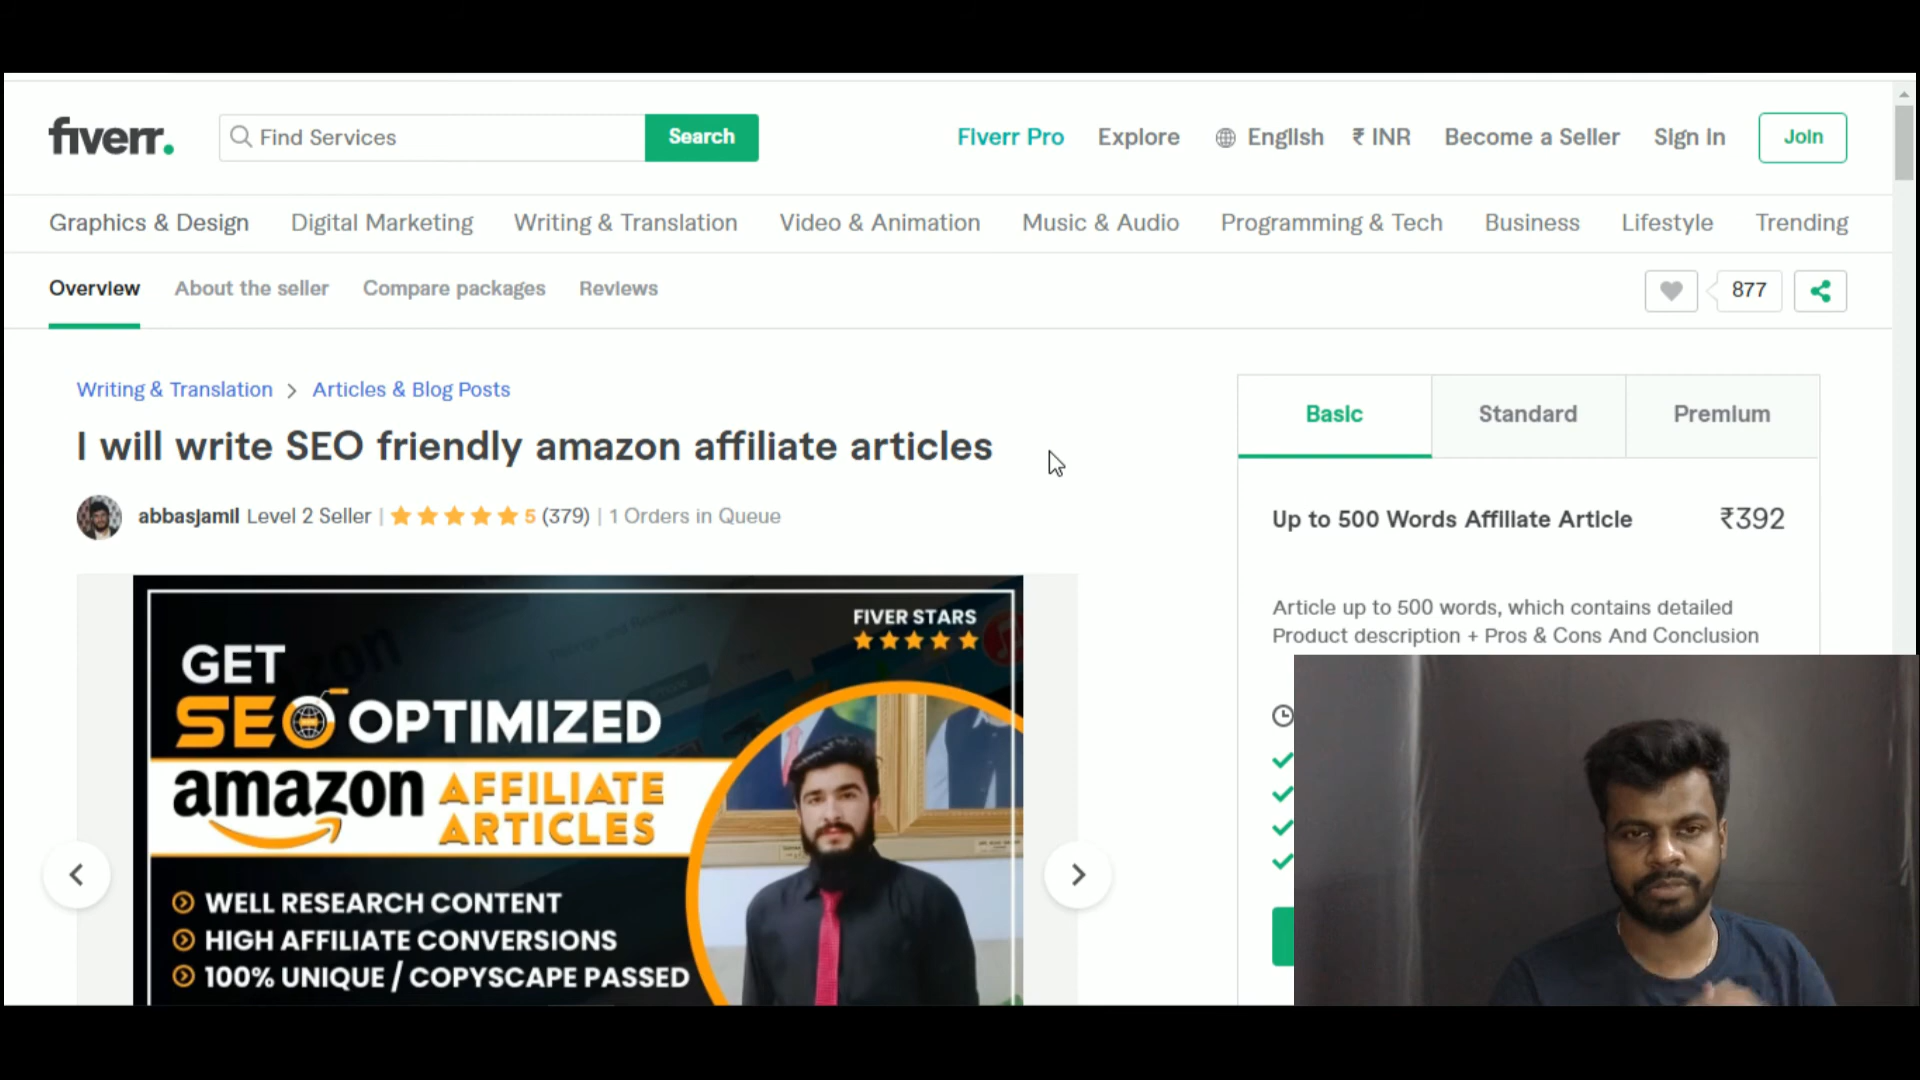 fiverr.
Find Services
Search
Fiverr Pro
Explore
English
₹ INR
Become a Seller
Sign In
Join
Graphics & Design
Digital Marketing
Writing & Translation
Video & Animation
Music & Audio
Programming & Tech
Business
Lifestyle
Trending
Overview
About the seller
Compare packages
Reviews
877
Writing & Translation > Articles & Blog Posts
I will write SEO friendly amazon affiliate articles
abbasjamil Level 2 Seller | 5 (379) | 1 Orders in Queue
Basic
Standard
Premium
Up to 500 Words Affiliate Article
₹392
Article up to 500 words, which contains detailed
Product description + Pros & Cons And Conclusion
FIVER STARS
GET
SEO OPTIMIZED
amazon AFFILIATE
ARTICLES
WELL RESEARCH CONTENT
HIGH AFFILIATE CONVERSIONS
100% UNIQUE / COPYSCAPE PASSED